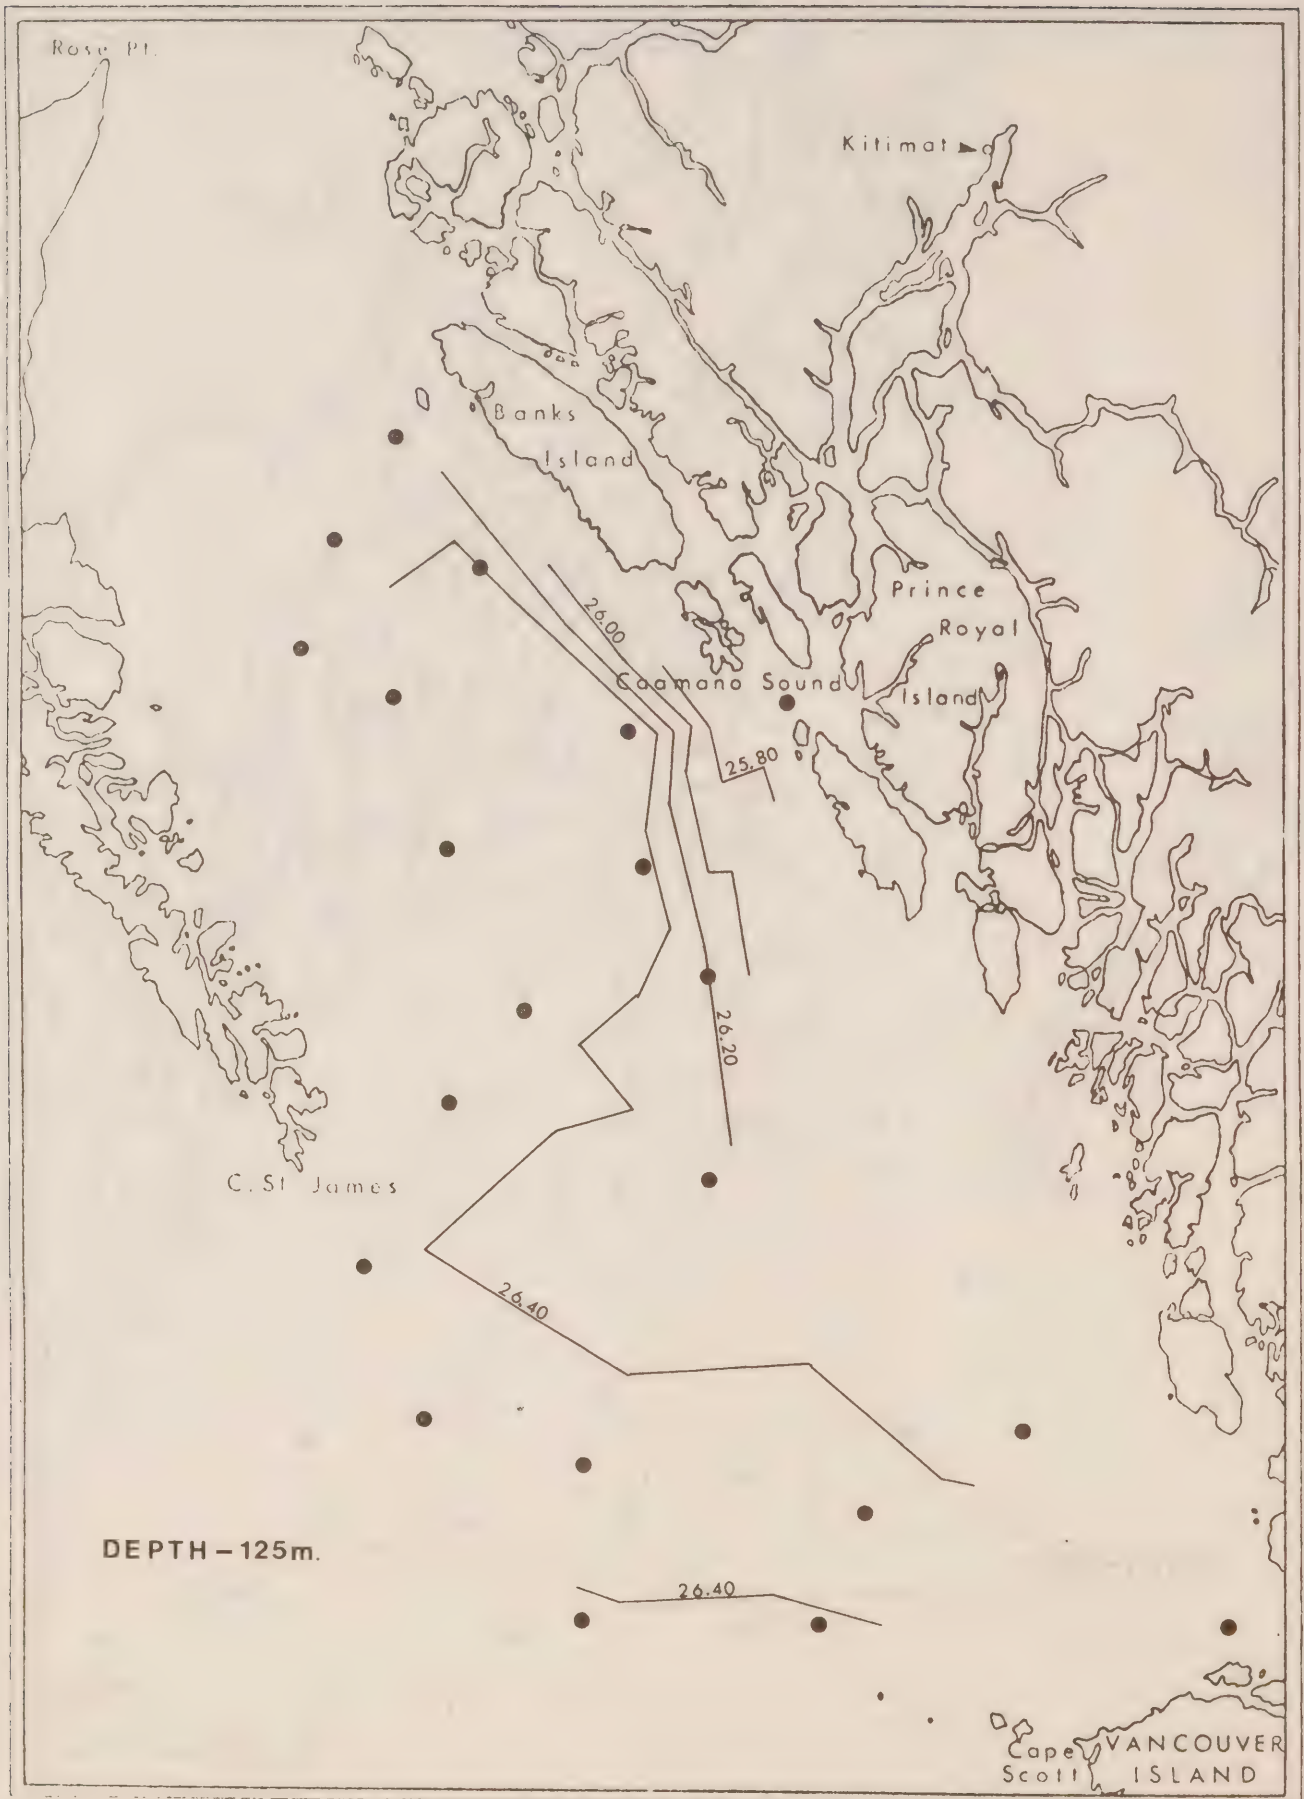 Rose Pt.
Kitimat
Banks
Island
Prince
Royal
Island
26.00
Caamano Sound
25.80
26.20
C. St James
26.40
DEPTH – 125m.
26.40
Cape
Scott
VANCOUVER
ISLAND